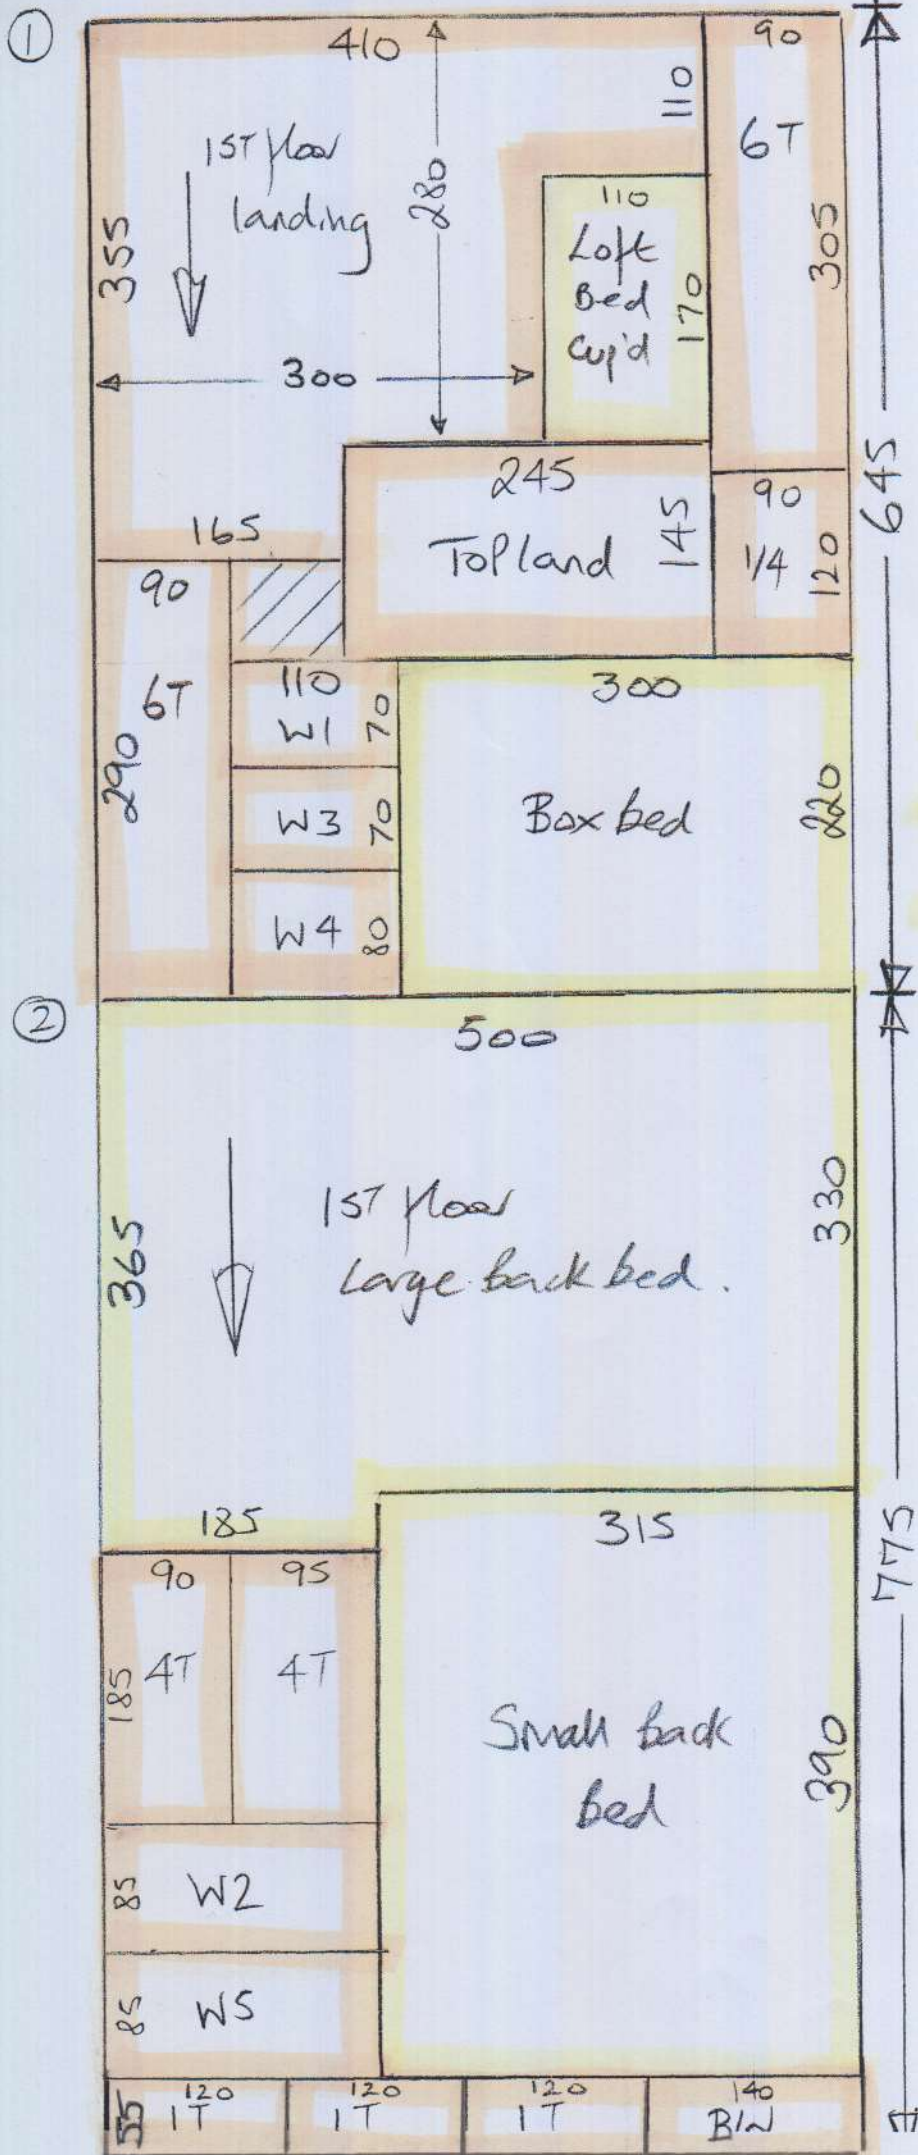 1
410
90
110
6T
1ST floor
landing
280
355
110
Loft
Bed
Cup'd
170
305
300
645
245
Top land
145
90
1/4
120
165
90
6T
290
110
W1
70
W3
70
W4
80
300
Box bed
220
2
500
1ST floor
Large back bed.
365
330
185
315
775
90
95
4T
4T
185
Small back
bed
390
85
W2
85
W5
55
120
1T
120
1T
120
1T
140
B/N